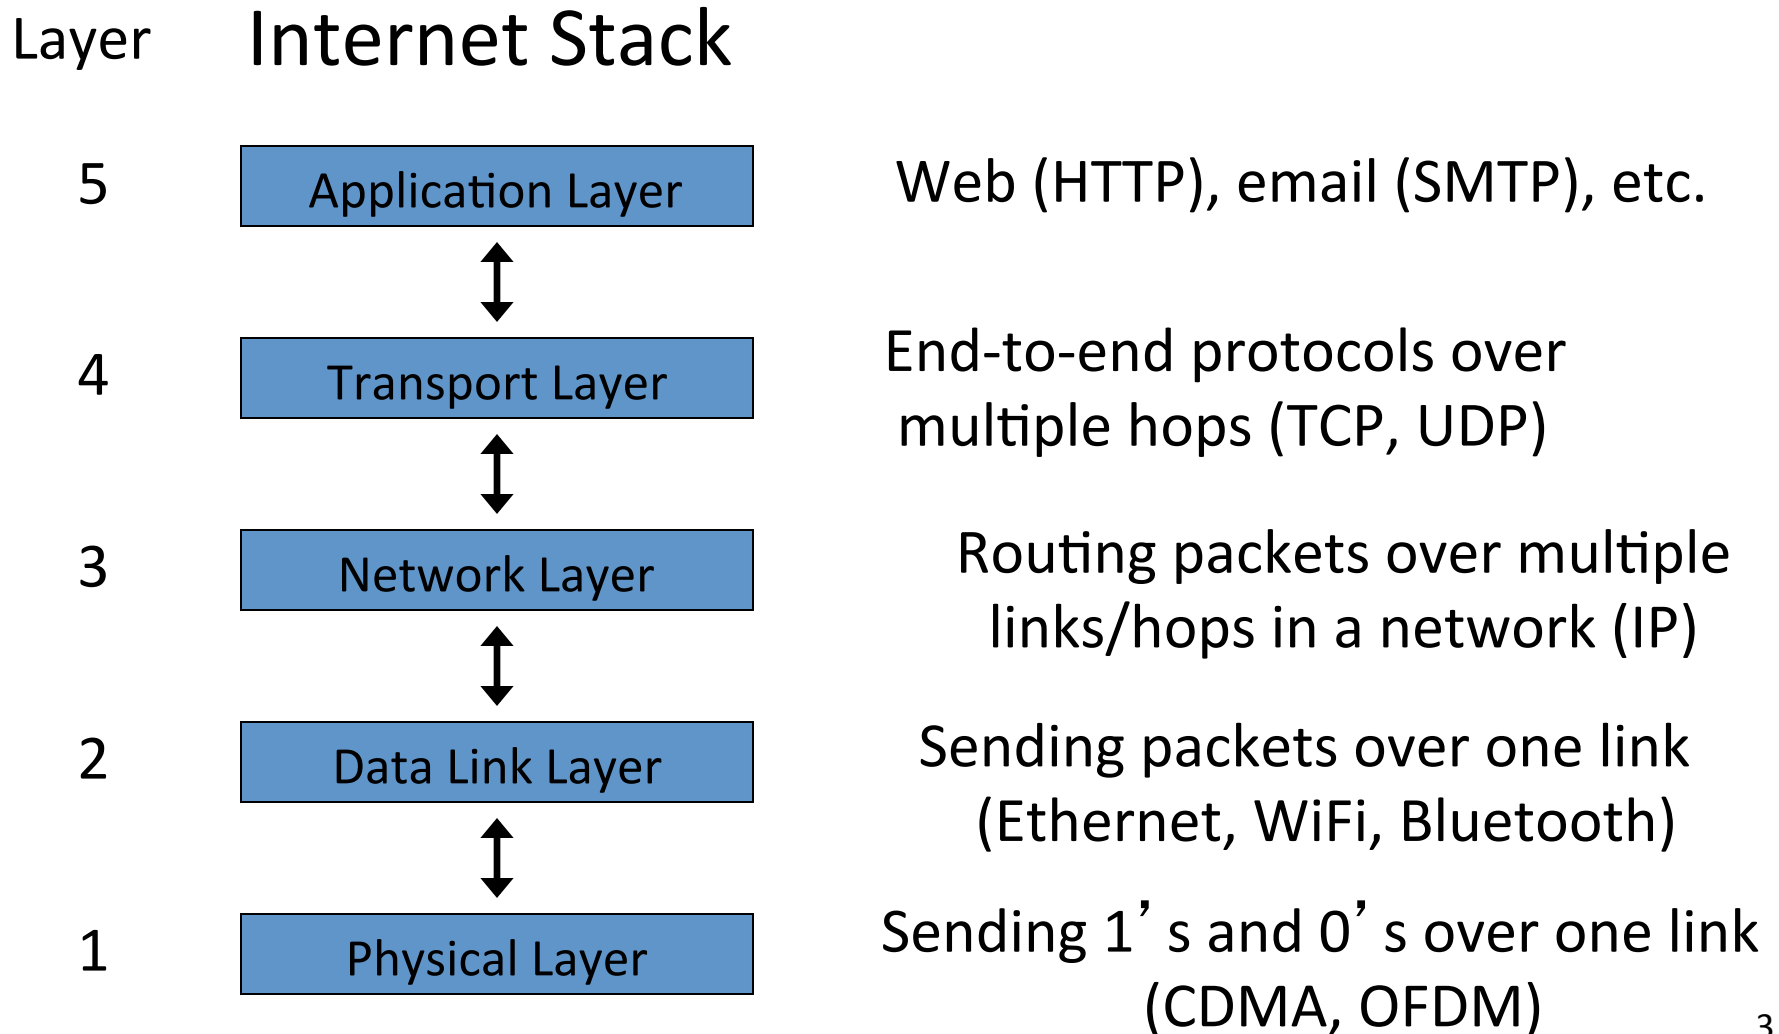 Layer Internet Stack
5 Application Layer Web (HTTP), email (SMTP), etc.
4 Transport Layer End-to-end protocols over
multiple hops (TCP, UDP)
3 Network Layer Routing packets over multiple
links/hops in a network (IP)
2 Data Link Layer Sending packets over one link
(Ethernet, WiFi, Bluetooth)
1 Physical Layer Sending 1’s and 0’s over one link
(CDMA, OFDM)
3